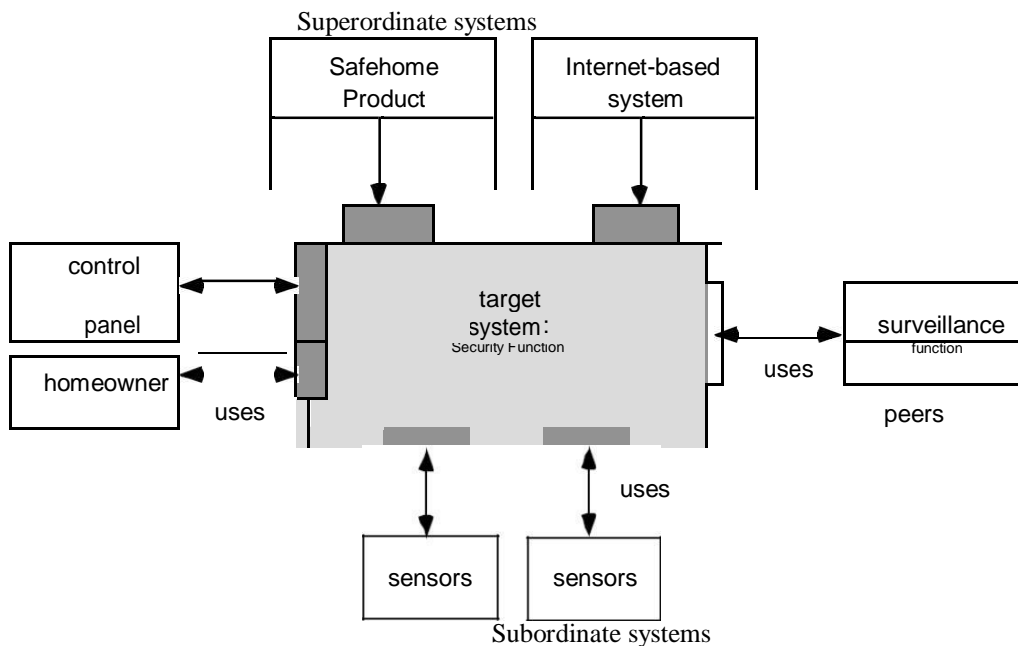 Superordinate systems
Safehome
Product
Internet-based
system
control
panel
homeowner
uses
target
system:
Security Function
surveillance
function
uses
peers
uses
sensors
sensors
Subordinate systems